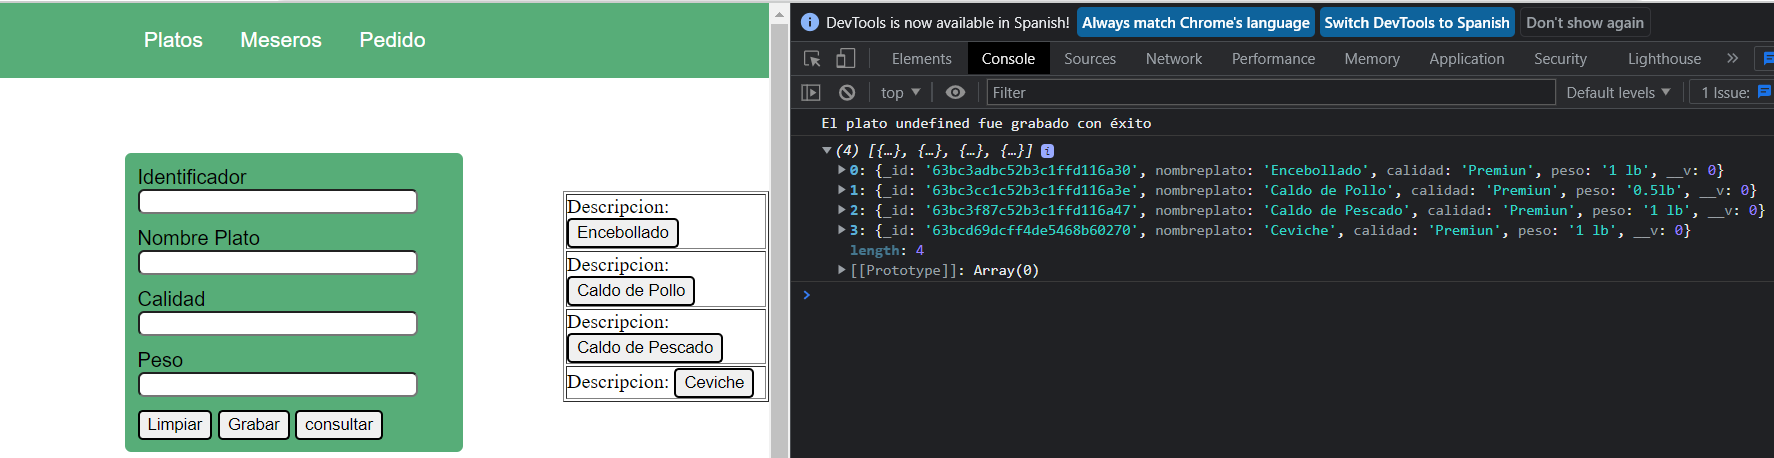 Platos Meseros Pedido
Identificador
Nombre Plato
Calidad
Peso
Limpiar Grabar consultar
Descripcion:
Encebollado
Descripcion:
Caldo de Pollo
Descripcion:
Caldo de Pescado
Descripcion: Ceviche
DevTools is now available in Spanish! Always match Chrome's language Switch DevTools to Spanish Don't show again
Elements Console Sources Network Performance Memory Application Security Lighthouse »
top ▼ Filter Default levels ▼ 1 Issue:
El plato undefined fue grabado con éxito
▼(4) [{…}, {…}, {…}, {…}] i
▶0: {_id: '63bc3adbc52b3c1ffd116a30', nombreplato: 'Encebollado', calidad: 'Premiun', peso: '1 lb', __v: 0}
▶1: {_id: '63bc3cc1c52b3c1ffd116a3e', nombreplato: 'Caldo de Pollo', calidad: 'Premiun', peso: '0.5lb', __v: 0}
▶2: {_id: '63bc3f87c52b3c1ffd116a47', nombreplato: 'Caldo de Pescado', calidad: 'Premiun', peso: '1 lb', __v: 0}
▶3: {_id: '63bcd69dcff4de5468b60270', nombreplato: 'Ceviche', calidad: 'Premiun', peso: '1 lb', __v: 0}
length: 4
▶[[Prototype]]: Array(0)
>